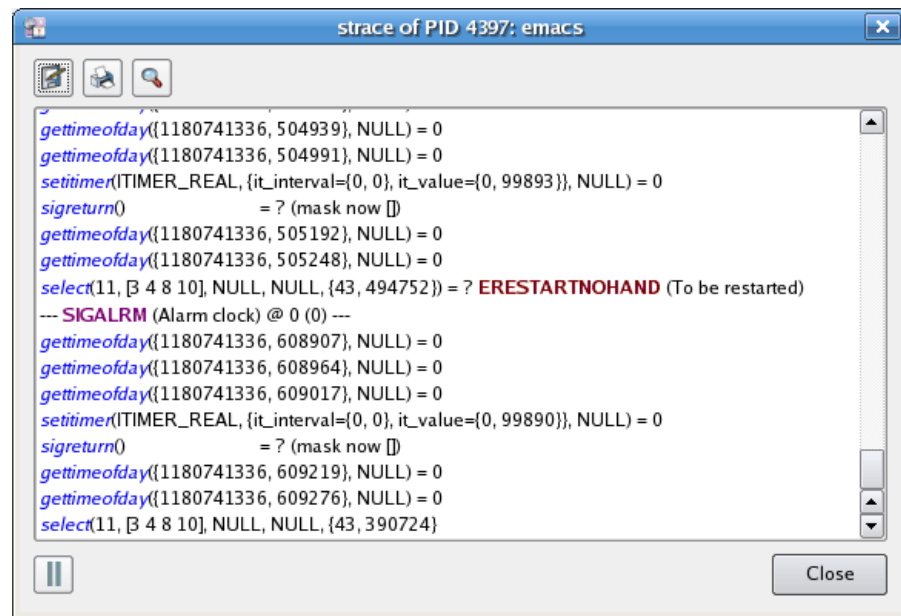 strace of PID 4397: emacs
gettimeofday({1180741336, 504939}, NULL) = 0
gettimeofday({1180741336, 504991}, NULL) = 0
setitimer(ITIMER_REAL, {it_interval={0, 0}, it_value={0, 99893}}, NULL) = 0
sigreturn() = ? (mask now [])
gettimeofday({1180741336, 505192}, NULL) = 0
gettimeofday({1180741336, 505248}, NULL) = 0
select(11, [3 4 8 10], NULL, NULL, {43, 494752}) = ? ERESTARTNOHAND (To be restarted)
--- SIGALRM (Alarm clock) @ 0 (0) ---
gettimeofday({1180741336, 608907}, NULL) = 0
gettimeofday({1180741336, 608964}, NULL) = 0
gettimeofday({1180741336, 609017}, NULL) = 0
setitimer(ITIMER_REAL, {it_interval={0, 0}, it_value={0, 99890}}, NULL) = 0
sigreturn() = ? (mask now [])
gettimeofday({1180741336, 609219}, NULL) = 0
gettimeofday({1180741336, 609276}, NULL) = 0
select(11, [3 4 8 10], NULL, NULL, {43, 390724}
Close